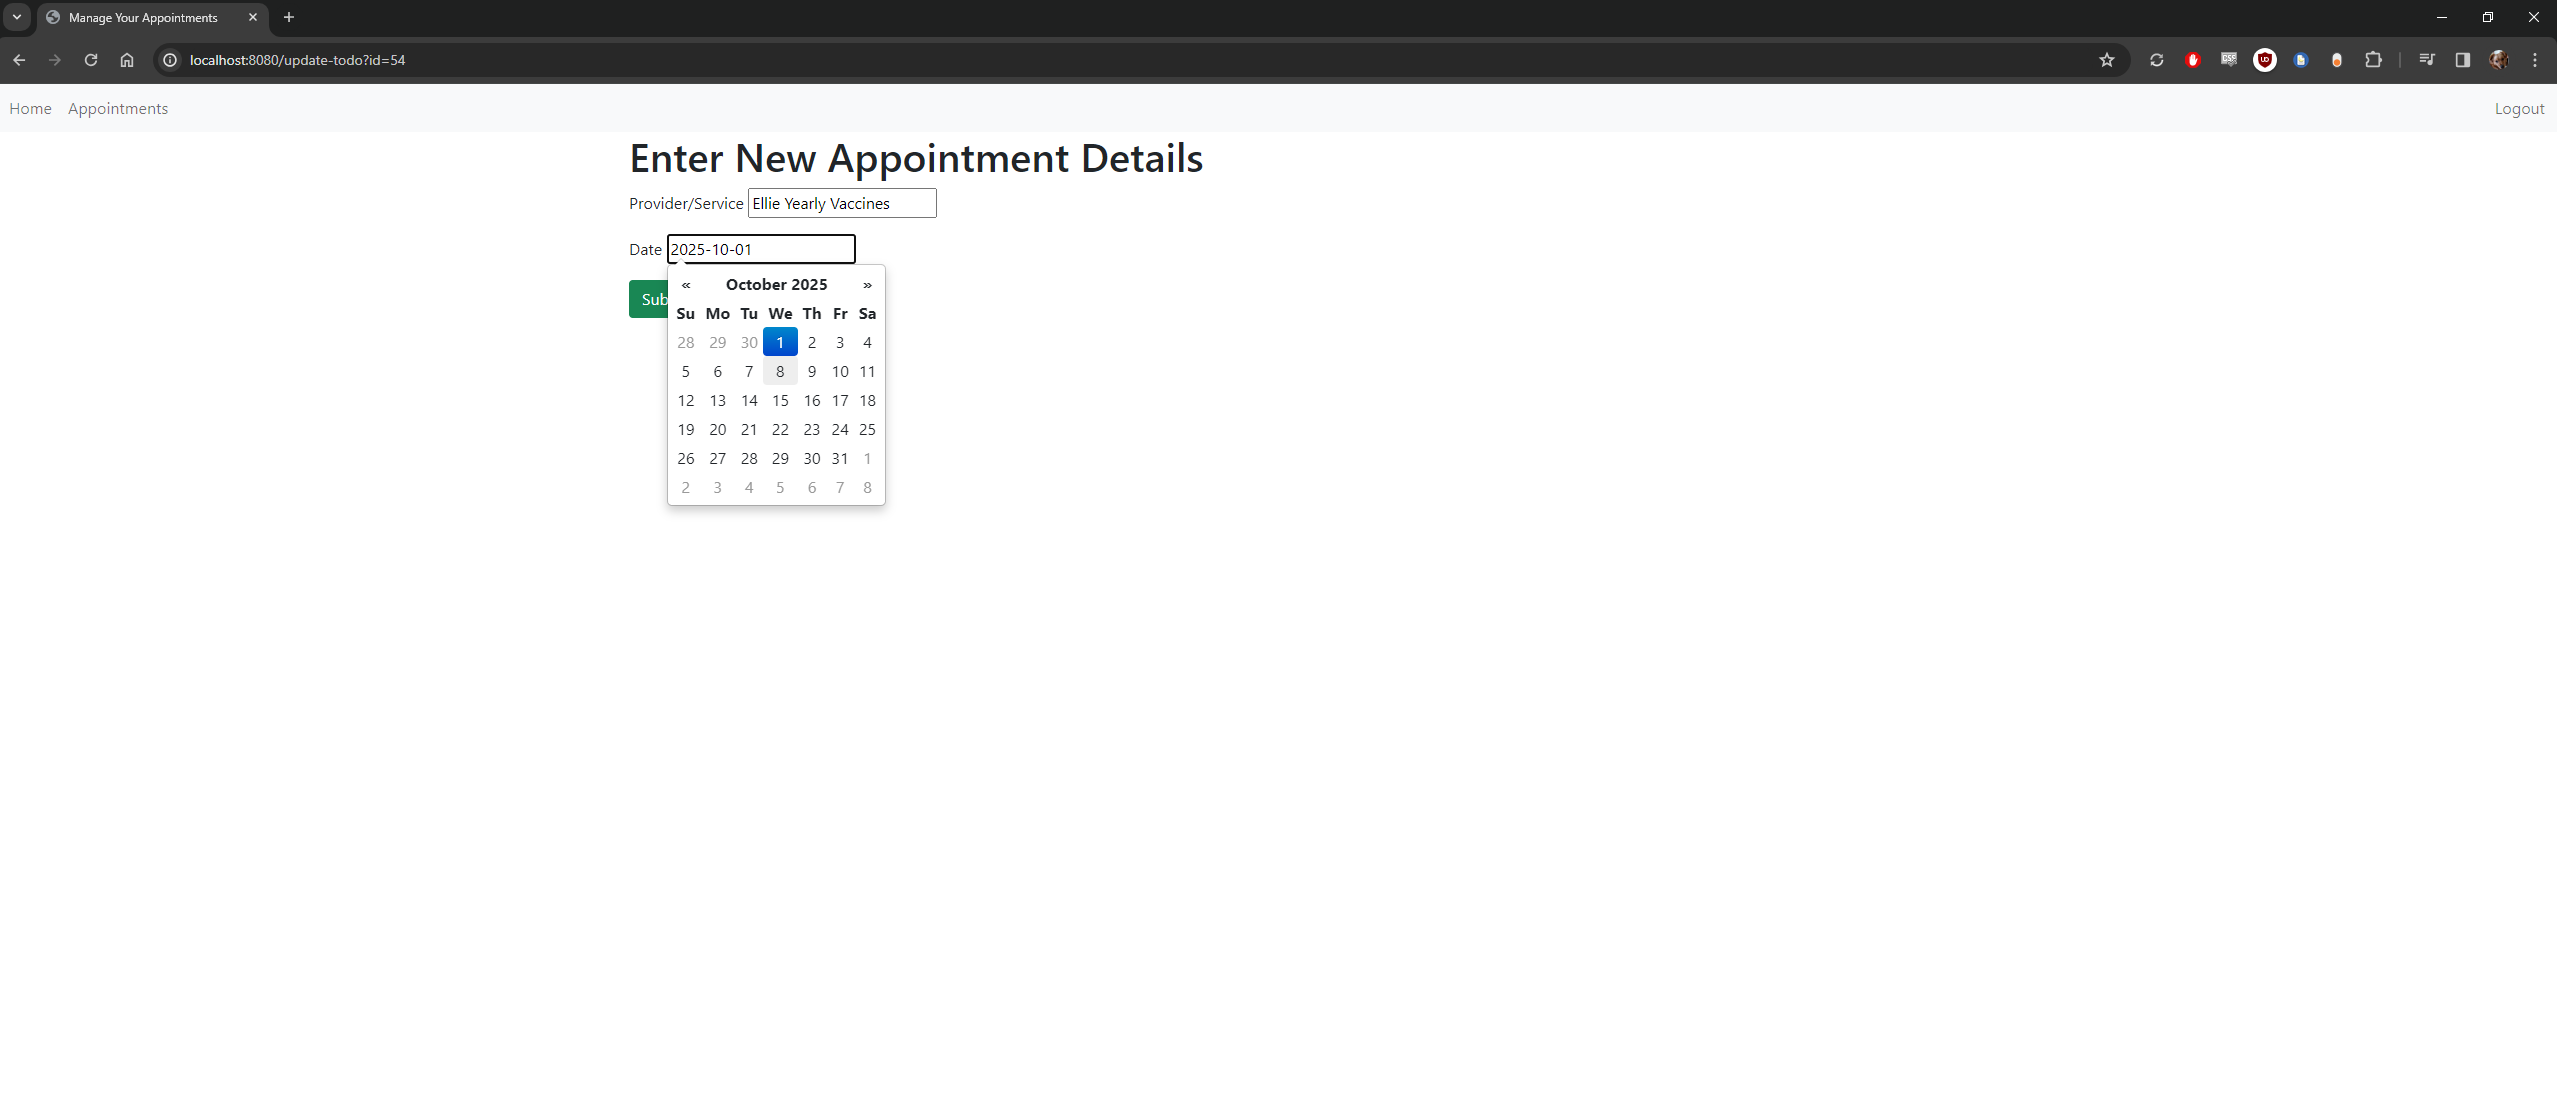 Manage Your Appointments
localhost:8080/update-todo?id=54
Home Appointments Logout
Enter New Appointment Details
Provider/Service Ellie Yearly Vaccines
Date 2025-10-01
Sub
« October 2025 »
Su Mo Tu We Th Fr Sa
28 29 30 1 2 3 4
5 6 7 8 9 10 11
12 13 14 15 16 17 18
19 20 21 22 23 24 25
26 27 28 29 30 31 1
2 3 4 5 6 7 8